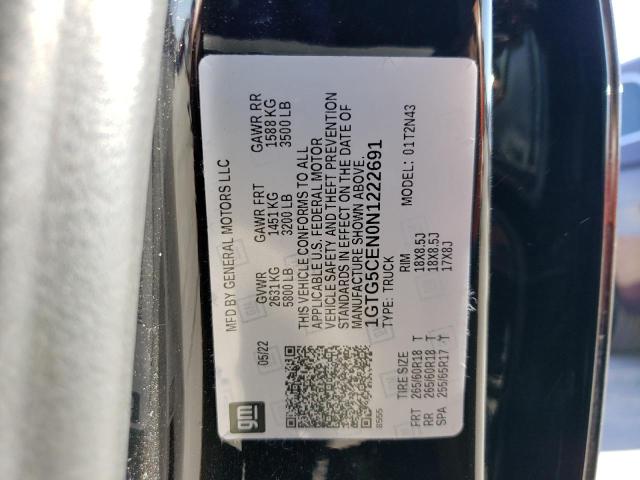 MFD BY GENERAL MOTORS LLC
05/22
GVWR GAWR FRT GAWR RR
2631 KG 1451 KG 1588 KG
5800 LB 3200 LB 3500 LB
THIS VEHICLE CONFORMS TO ALL
APPLICABLE U.S. FEDERAL MOTOR
VEHICLE SAFETY AND THEFT PREVENTION
STANDARDS IN EFFECT ON THE DATE OF
MANUFACTURE SHOWN ABOVE.
1GTG5CEN0N1222691
TYPE: TRUCK MODEL: 01T2N43
gm
8555
TIRE SIZE RIM
FRT 265/60R18 T 18X8.5J
RR 265/60R18 T 18X8.5J
SPA 255/65R17 T 17X8J